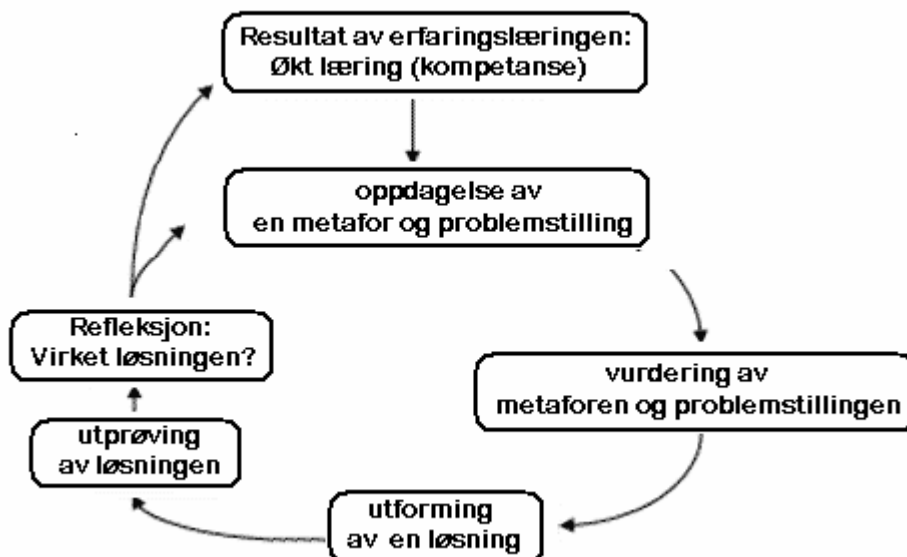 Resultat av erfaringslæringen:
Økt læring (kompetanse)
oppdagelse av
en metafor og problemstilling
vurdering av
metaforen og problemstillingen
utforming
av en løsning
utprøving
av løsningen
Refleksjon:
Virket løsningen?